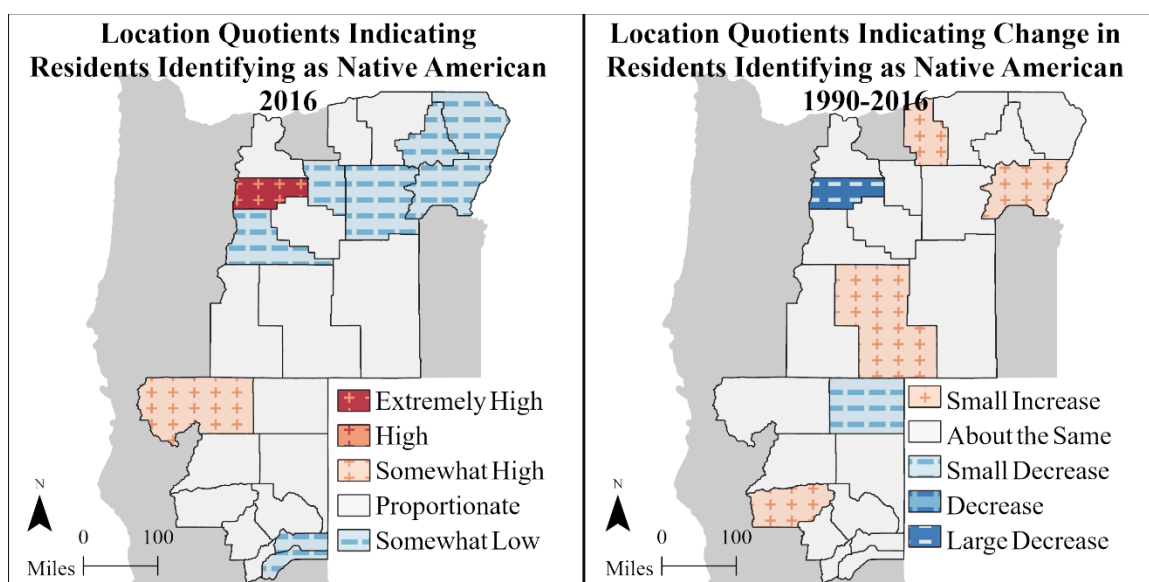 Location Quotients Indicating
Residents Identifying as Native American
2016
Extremely High
High
Somewhat High
Proportionate
Somewhat Low
N
0 100
Miles
Location Quotients Indicating Change in
Residents Identifying as Native American
1990-2016
Small Increase
About the Same
Small Decrease
Decrease
Large Decrease
N
0 100
Miles